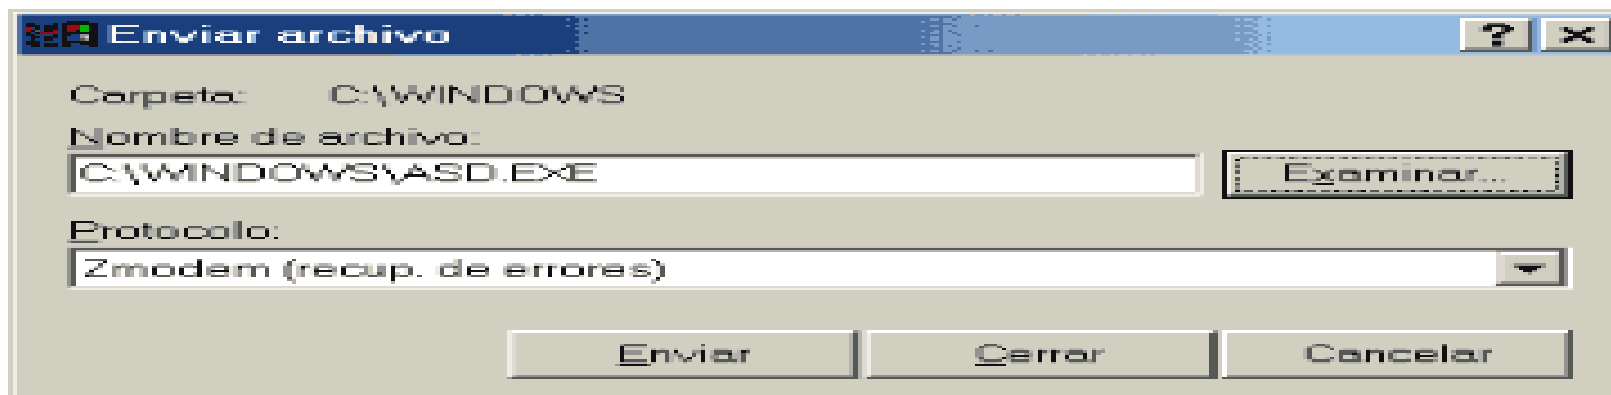 Enviar archivo
Carpeta: C:\WINDOWS
Nombre de archivo:
C:\WINDOWS\ASD.EXE
Examinar...
Protocolo:
Zmodem (recup. de errores)
Enviar Cerrar Cancelar